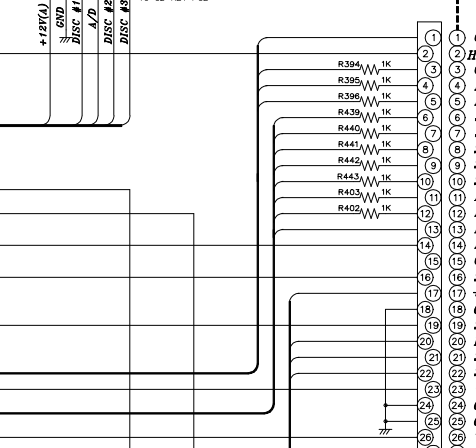 +12V(A)
GND
DISC #1
A/D
DISC #2
DISC #3
1 1
2 2
R394 1K 3 3
R395 1K 4 4
R396 1K 5 5
R439 1K 6 6
R440 1K 7 7
R441 1K 8 8
R442 1K 9 9
R443 1K 10 10
R403 1K 11 11
R402 1K 12 12
13 13
14 14
15 15
16 16
17 17
18 18
19 19
20 20
21 21
22 22
23 23
24 24
25 25
26 26